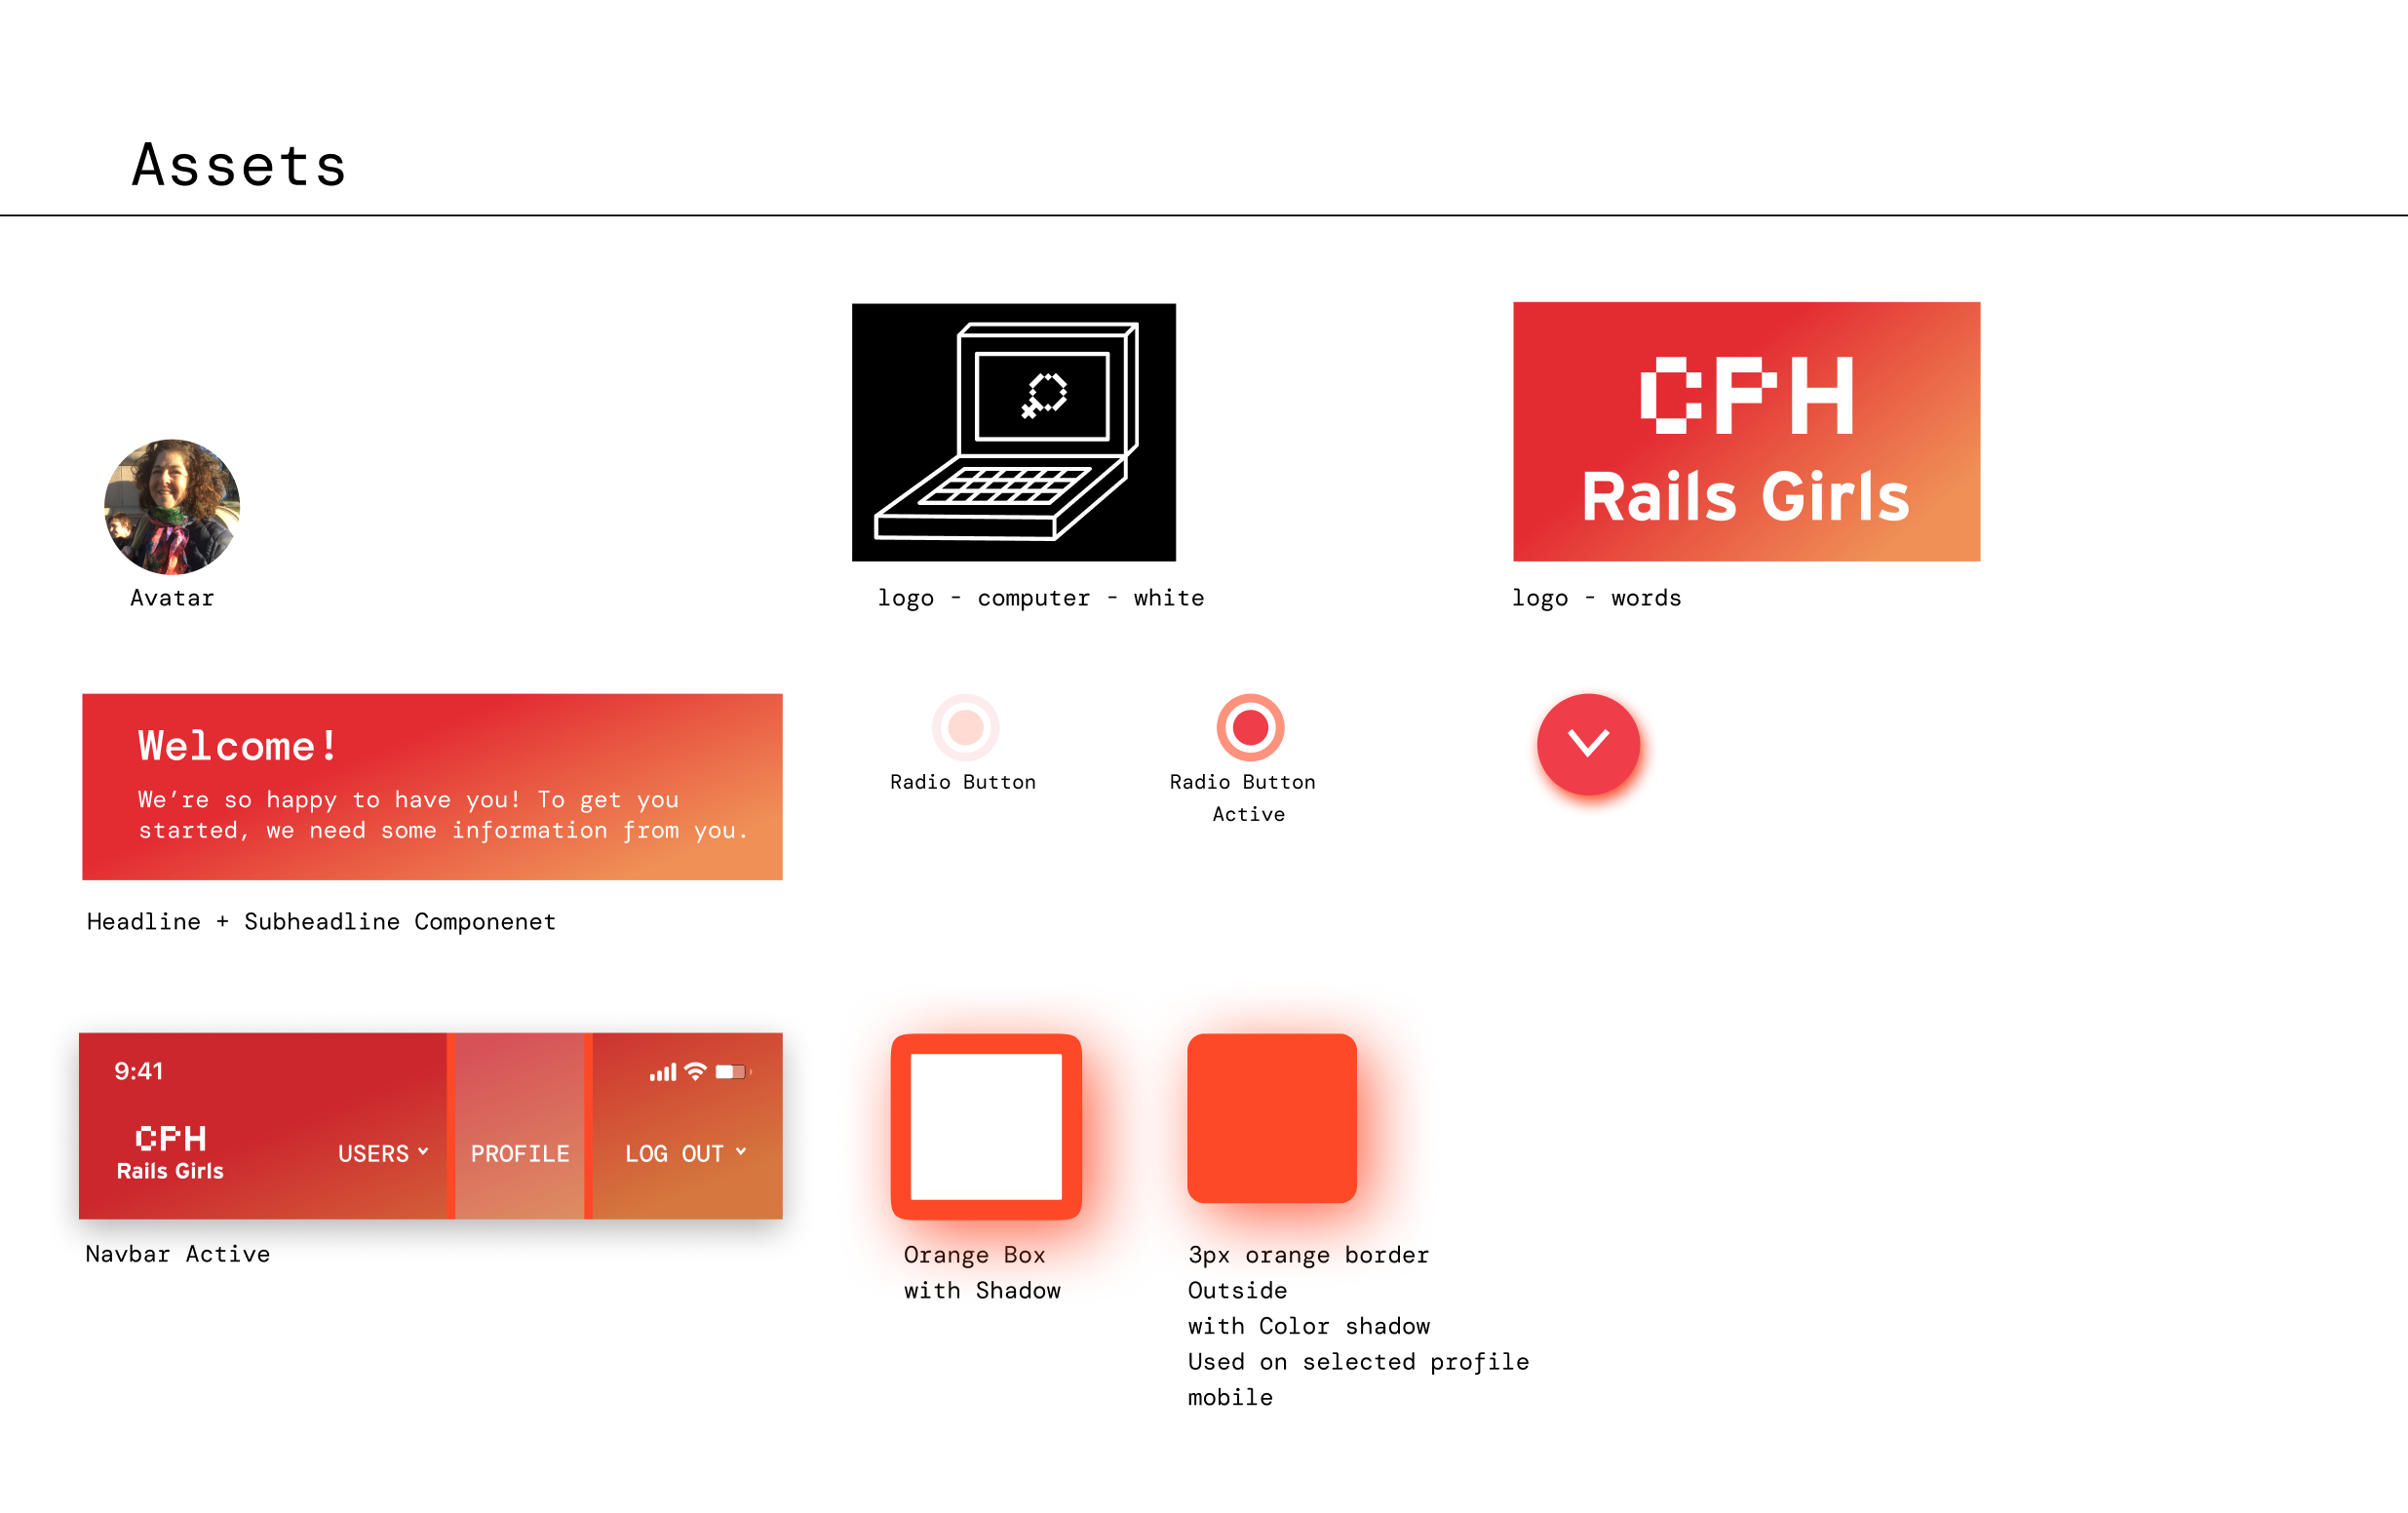 Assets
CPH
Rails Girls
Avatar
logo - computer - white
logo - words
Welcome!
We’re so happy to have you! To get you
started, we need some information from you.
Radio Button
Radio Button
Active
Headline + Subheadline Componenet
9:41
CPH
Rails Girls
USERS
PROFILE
LOG OUT
Navbar Active
Orange Box
with Shadow
3px orange border
Outside
with Color shadow
Used on selected profile
mobile